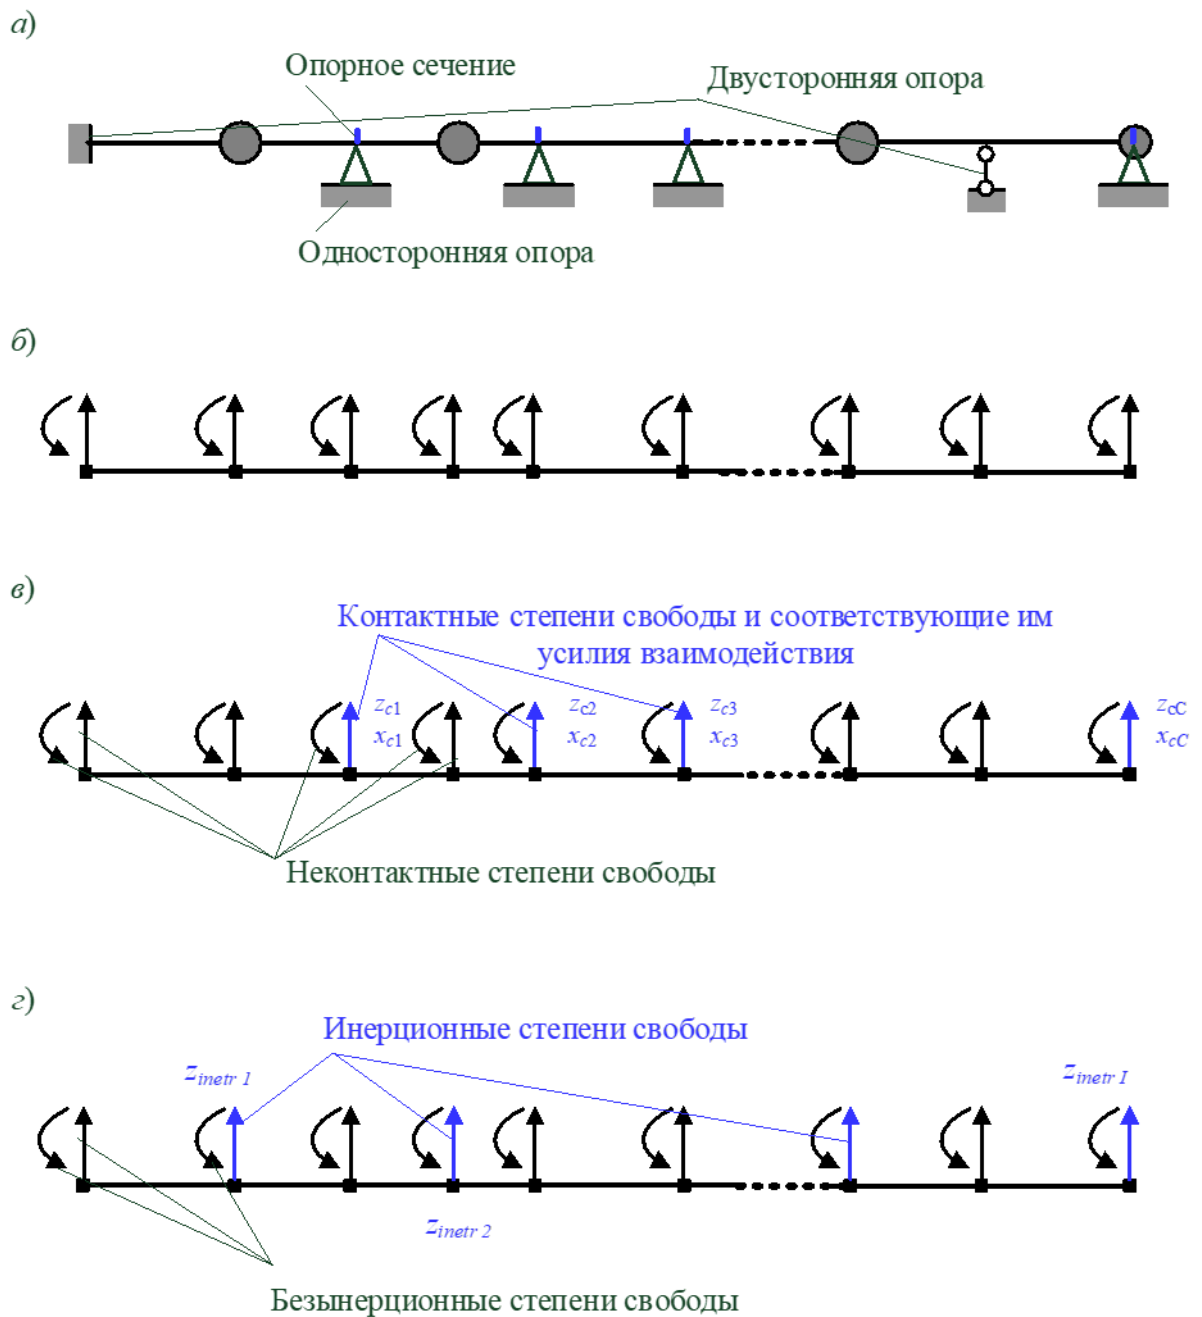 а)
Опорное сечение
Двусторонняя опора
Односторонняя опора
б)
в)
Контактные степени свободы и соответствующие им
усилия взаимодействия
zc1
zc2
zc3
zcC
xc1
xc2
xc3
xcC
Неконтактные степени свободы
г)
Инерционные степени свободы
zinetr 1
zinetr I
zinetr 2
Безынерционные степени свободы